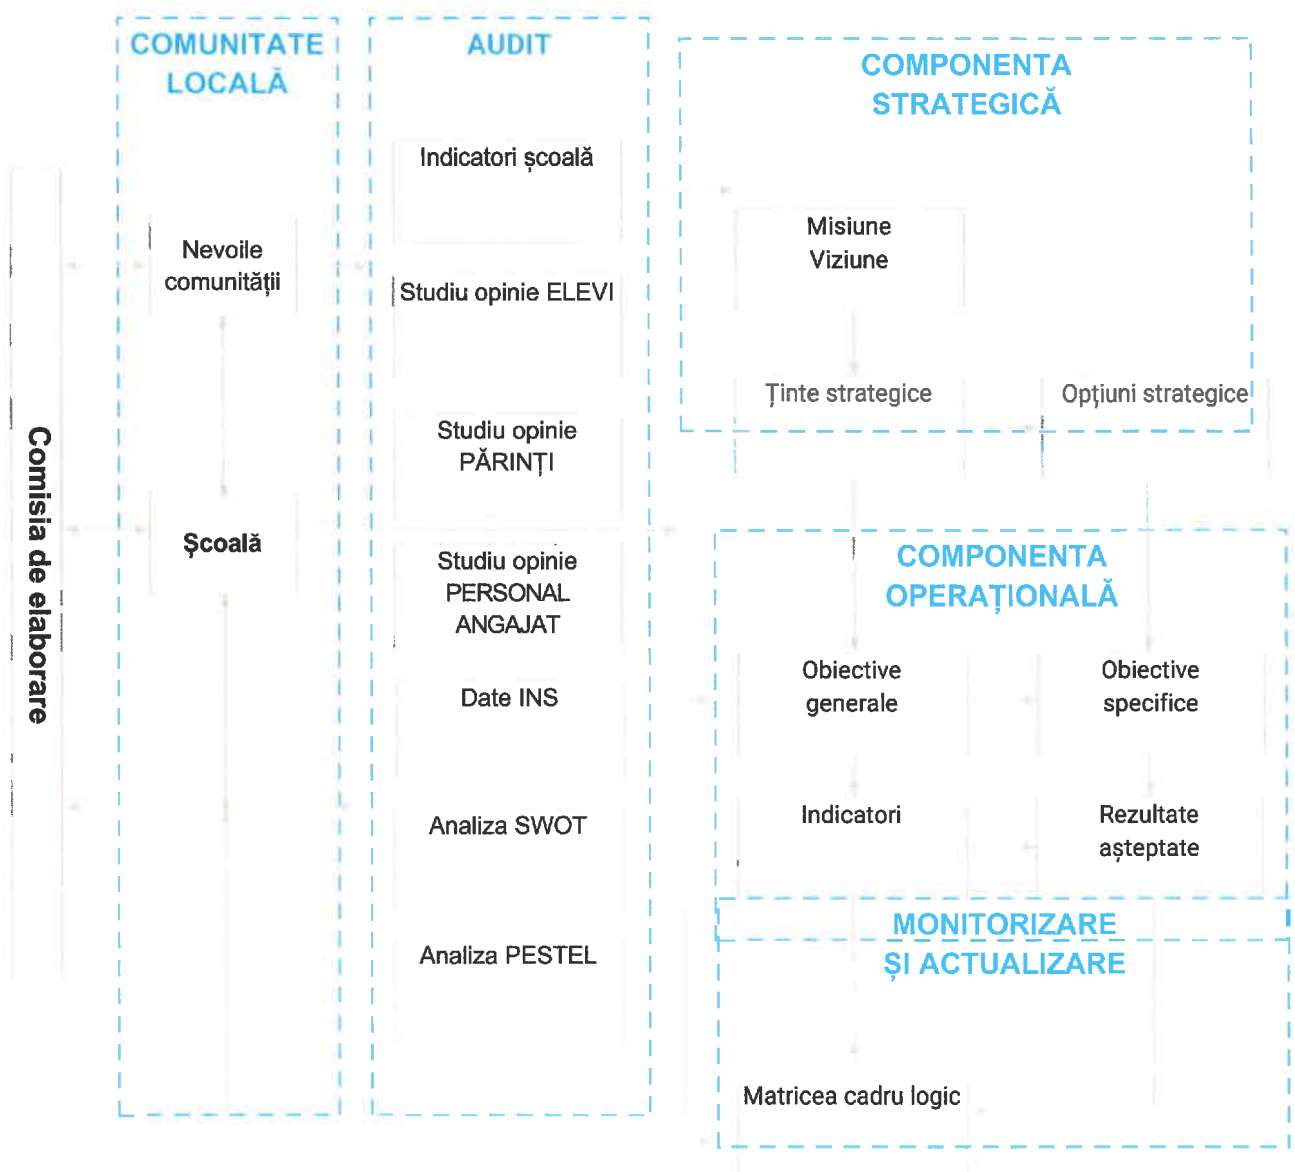 Comisia de elaborare
COMUNITATE
LOCALĂ
Nevoile
comunității
Școală
AUDIT
Indicatori școală
Studiu opinie ELEVI
Studiu opinie
PĂRINȚI
Studiu opinie
PERSONAL
ANGAJAT
Date INS
Analiza SWOT
Analiza PESTEL
COMPONENTA
STRATEGICĂ
Misiune
Viziune
Ținte strategice
Opțiuni strategice
COMPONENTA
OPERAȚIONALĂ
Obiective
generale
Obiective
specifice
Indicatori
Rezultate
așteptate
MONITORIZARE
ȘI ACTUALIZARE
Matricea cadru logic